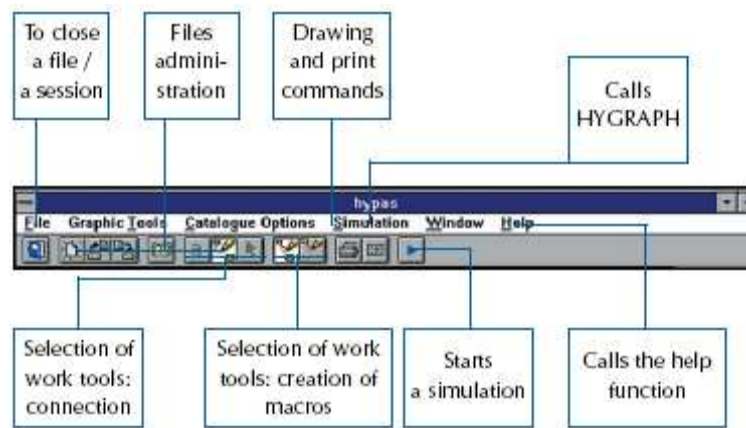 To close
a file /
a session
Files
admini-
stration
Drawing
and print
commands
Calls
HYGRAPH
hypas
File Graphic Tools Catelogue Options Simulation Window Help
Selection of
work tools:
connection
Selection of work
tools: creation of
macros
Starts
a simulation
Calls the help
function